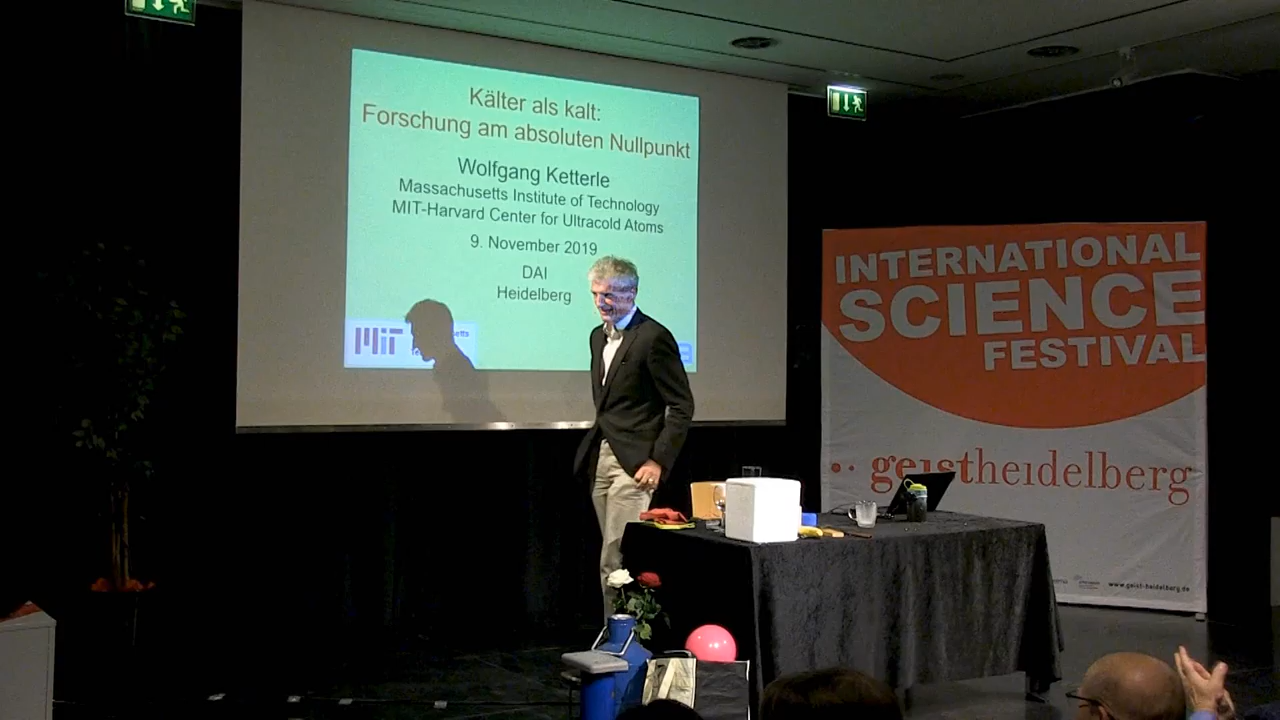 Kälter als kalt:
Forschung am absoluten Nullpunkt
Wolfgang Ketterle
Massachusetts Institute of Technology
MIT-Harvard Center for Ultracold Atoms
9. November 2019
DAI
Heidelberg
MIT
INTERNATIONAL
SCIENCE
FESTIVAL
geistheidelberg
www.geist-heidelberg.de